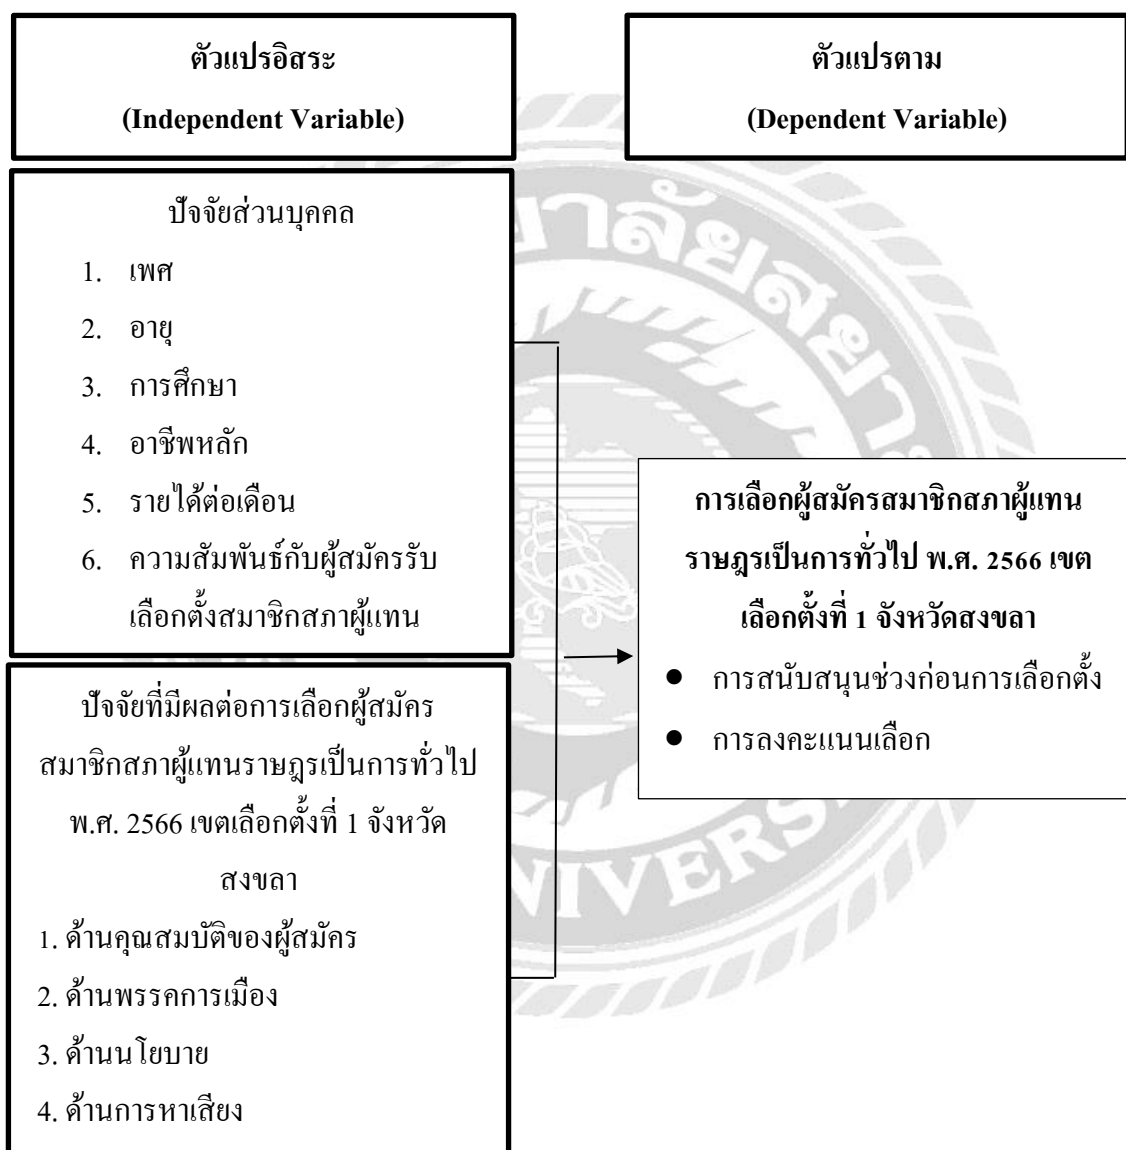 ตัวแปรอิสระ
(Independent Variable)
ตัวแปรตาม
(Dependent Variable)
ปัจจัยส่วนบุคคล
1. เพศ
2. อายุ
3. การศึกษา
4. อาชีพหลัก
5. รายได้ต่อเดือน
6. ความสัมพันธ์กับผู้สมัครรับ
เลือกตั้งสมาชิกสภาผู้แทน
ปัจจัยที่มีผลต่อการเลือกผู้สมัคร
สมาชิกสภาผู้แทนราษฎรเป็นการทั่วไป
พ.ศ. 2566 เขตเลือกตั้งที่ 1 จังหวัด
สงขลา
1. ด้านคุณสมบัติของผู้สมัคร
2. ด้านพรรคการเมือง
3. ด้านนโยบาย
4. ด้านการหาเสียง
การเลือกผู้สมัครสมาชิกสภาผู้แทน
ราษฎรเป็นการทั่วไป พ.ศ. 2566 เขต
เลือกตั้งที่ 1 จังหวัดสงขลา
● การสนับสนุนช่วงก่อนการเลือกตั้ง
● การลงคะแนนเลือก